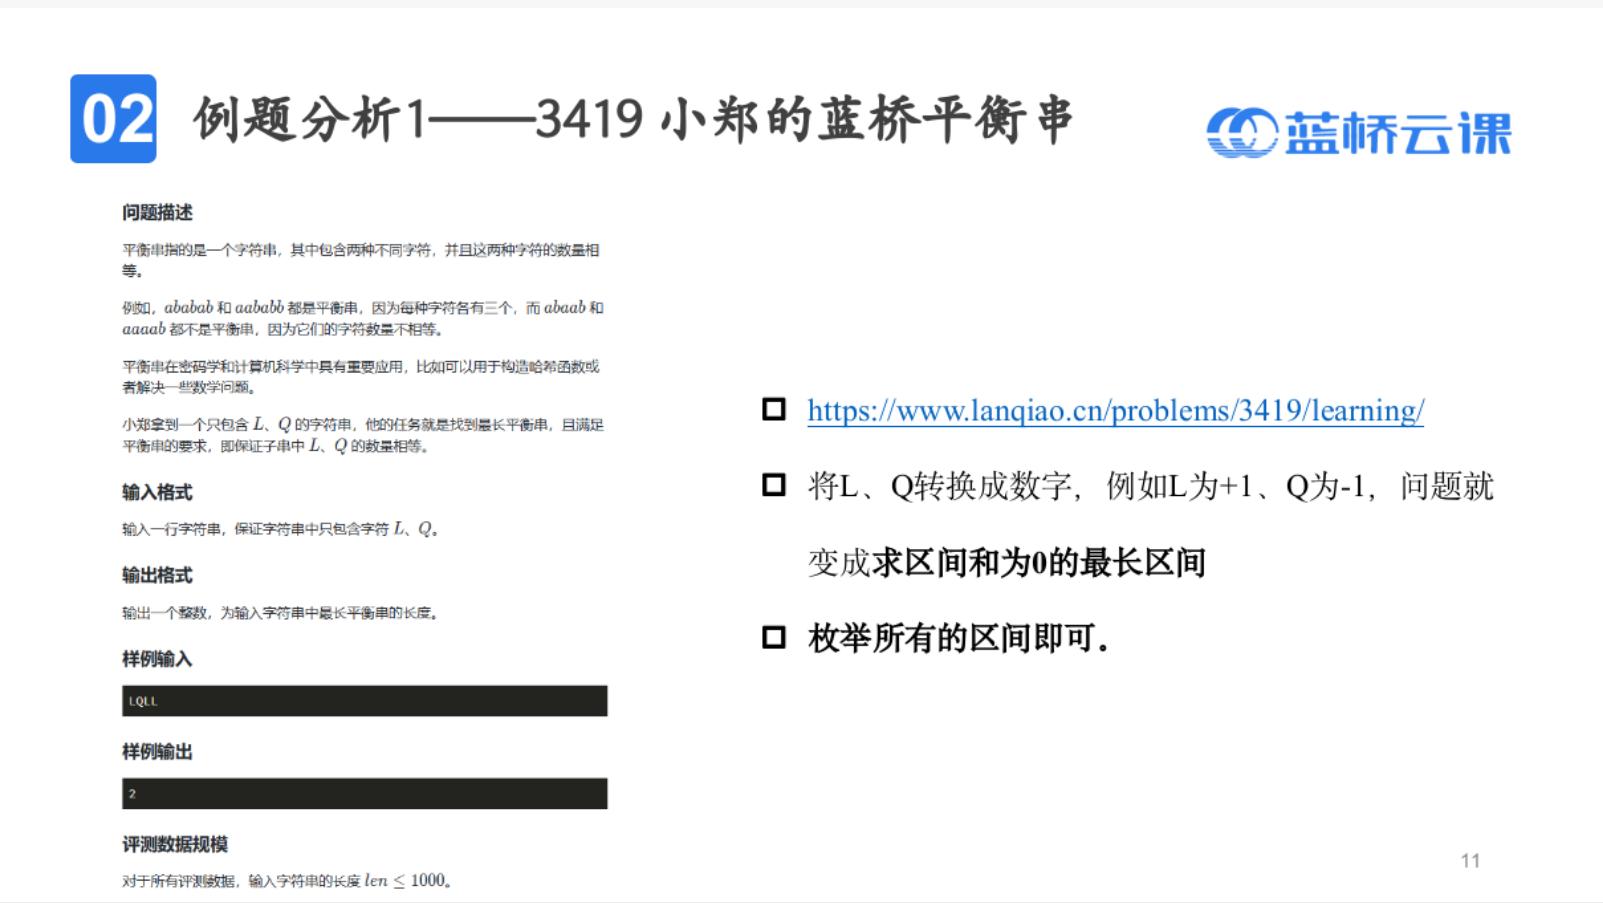 02
例题分析1——3419 小郑的蓝桥平衡串
蓝桥云课
问题描述
平衡串指的是一个字符串，其中包含两种不同字符，并且这两种字符的数量相
等。
例如，ababab 和 aababb 都是平衡串，因为每种字符各有三个，而 abaab 和
aaaab 都不是平衡串，因为它们的字符数量不相等。
平衡串在密码学和计算机科学中具有重要应用，比如可以用于构造哈希函数或
者解决一些数学问题。
小郑拿到一个只包含 L、Q 的字符串，他的任务就是找到最长平衡串，且满足
平衡串的要求，即保证子串中 L、Q 的数量相等。
输入格式
输入一行字符串，保证字符串中只包含字符 L、Q。
输出格式
输出一个整数，为输入字符串中最长平衡串的长度。
样例输入
LQLL
样例输出
2
评测数据规模
对于所有评测数据，输入字符串的长度 len ≤ 1000。
https://www.lanqiao.cn/problems/3419/learning/
将L、Q转换成数字，例如L为+1、Q为-1，问题就
变成求区间和为0的最长区间
枚举所有的区间即可。
11